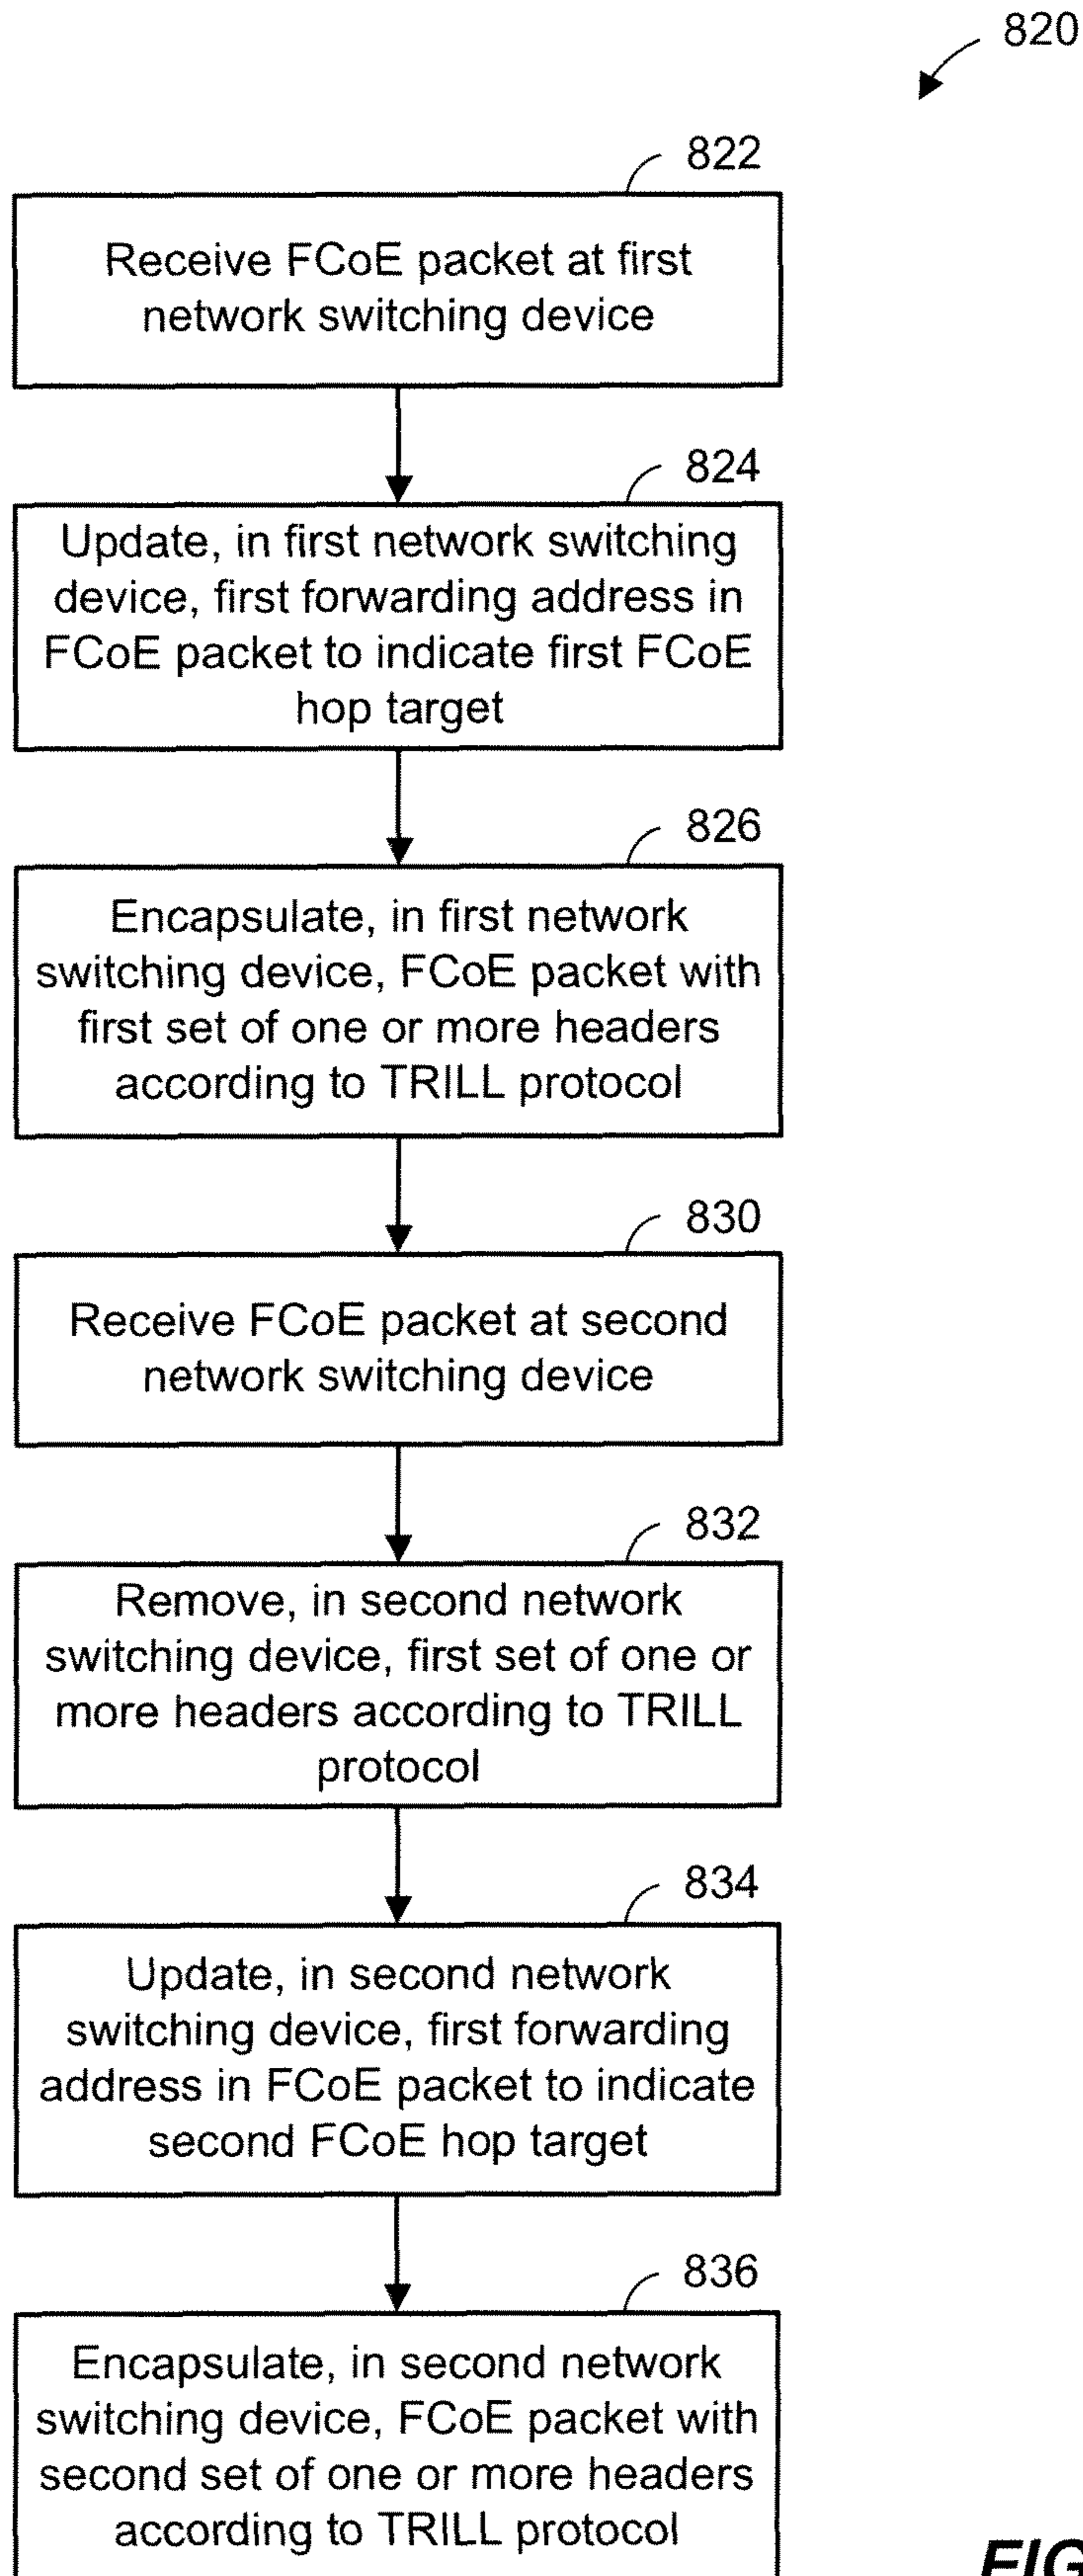 820
822
Receive FCoE packet at first
network switching device
824
Update, in first network switching
device, first forwarding address in
FCoE packet to indicate first FCoE
hop target
826
Encapsulate, in first network
switching device, FCoE packet with
first set of one or more headers
according to TRILL protocol
830
Receive FCoE packet at second
network switching device
832
Remove, in second network
switching device, first set of one or
more headers according to TRILL
protocol
834
Update, in second network
switching device, first forwarding
address in FCoE packet to indicate
second FCoE hop target
836
Encapsulate, in second network
switching device, FCoE packet with
second set of one or more headers
according to TRILL protocol
FIG